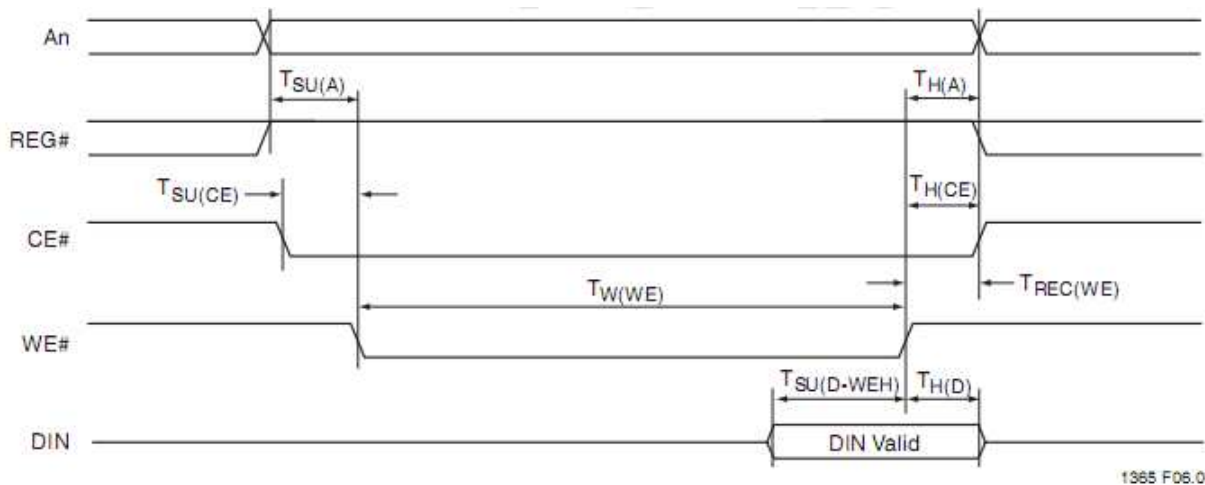 An
TSU(A)
TH(A)
REG#
TSU(CE)
TH(CE)
CE#
TW(WE)
TREC(WE)
WE#
TSU(D-WEH)
TH(D)
DIN
DIN Valid
1365 F06.0